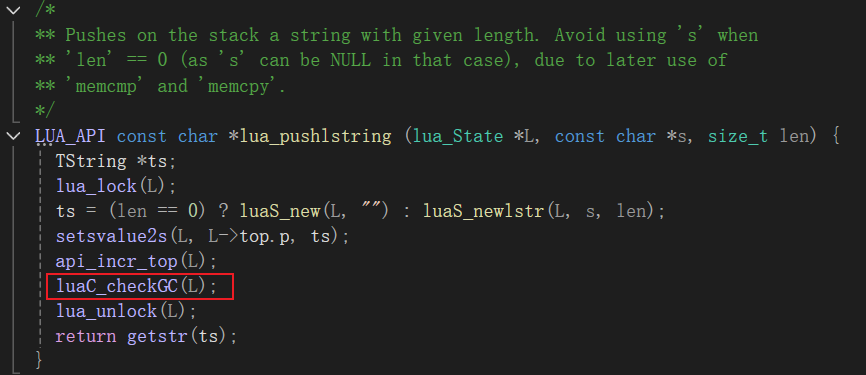 /*
** Pushes on the stack a string with given length. Avoid using 's' when
** 'len' == 0 (as 's' can be NULL in that case), due to later use of
** 'memcmp' and 'memcpy'.
*/
LUA_API const char *lua_pushlstring (lua_State *L, const char *s, size_t len) {
  TString *ts;
  lua_lock(L);
  ts = (len == 0) ? luaS_new(L, "") : luaS_newlstr(L, s, len);
  setsvalue2s(L, L->top.p, ts);
  api_incr_top(L);
  luaC_checkGC(L);
  lua_unlock(L);
  return getstr(ts);
}